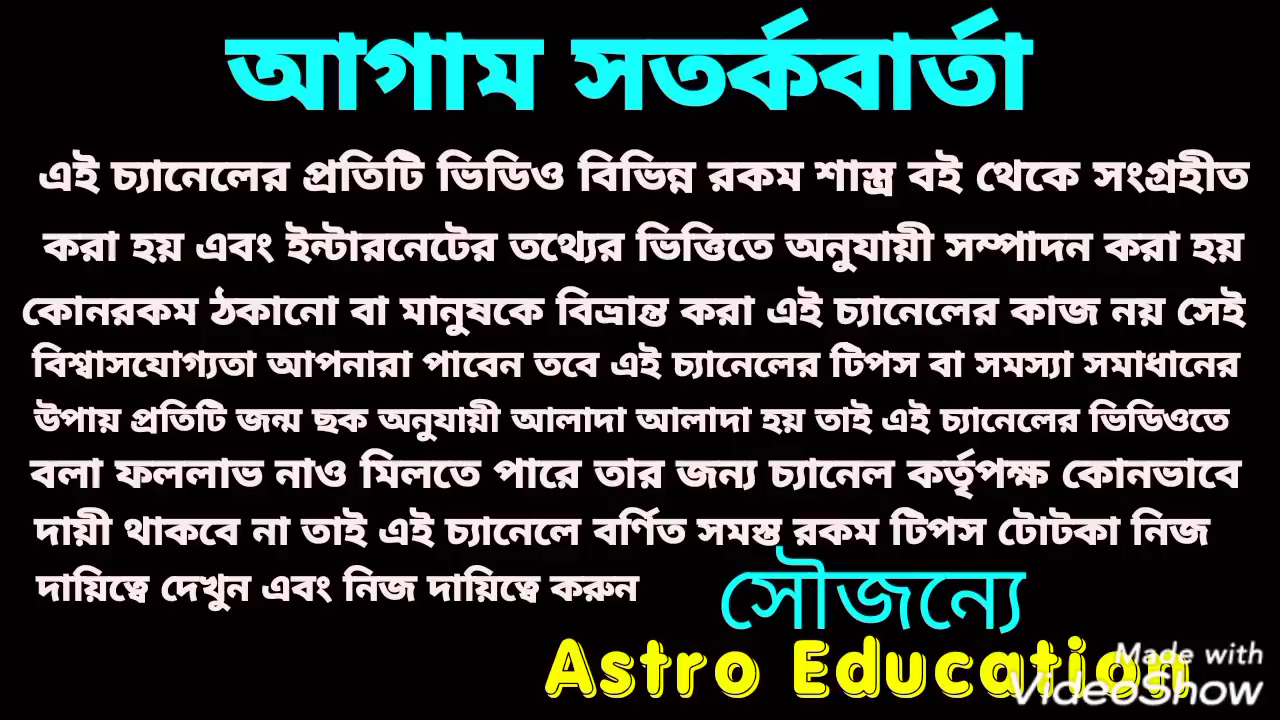 আগাম সতর্কবার্তা
এই চ্যানেলের প্রতিটি ভিডিও বিভিন্ন রকম শাস্ত্র বই থেকে সংগ্রহীত
করা হয় এবং ইন্টারনেটের তথ্যের ভিত্তিতে অনুযায়ী সম্পাদন করা হয়
কোনরকম ঠকানো বা মানুষকে বিভ্রান্ত করা এই চ্যানেলের কাজ নয় সেই
বিশ্বাসযোগ্যতা আপনারা পাবেন তবে এই চ্যানেলের টিপস বা সমস্যা সমাধানের
উপায় প্রতিটি জন্ম ছক অনুযায়ী আলাদা আলাদা হয় তাই এই চ্যানেলের ভিডিওতে
বলা ফললাভ নাও মিলতে পারে তার জন্য চ্যানেল কর্তৃপক্ষ কোনভাবে
দায়ী থাকবে না তাই এই চ্যানেলে বর্ণিত সমস্ত রকম টিপস টোটকা নিজ
দায়িত্বে দেখুন এবং নিজ দায়িত্বে করুন
সৌজন্যে
Astro Education
Made with
VideoShow